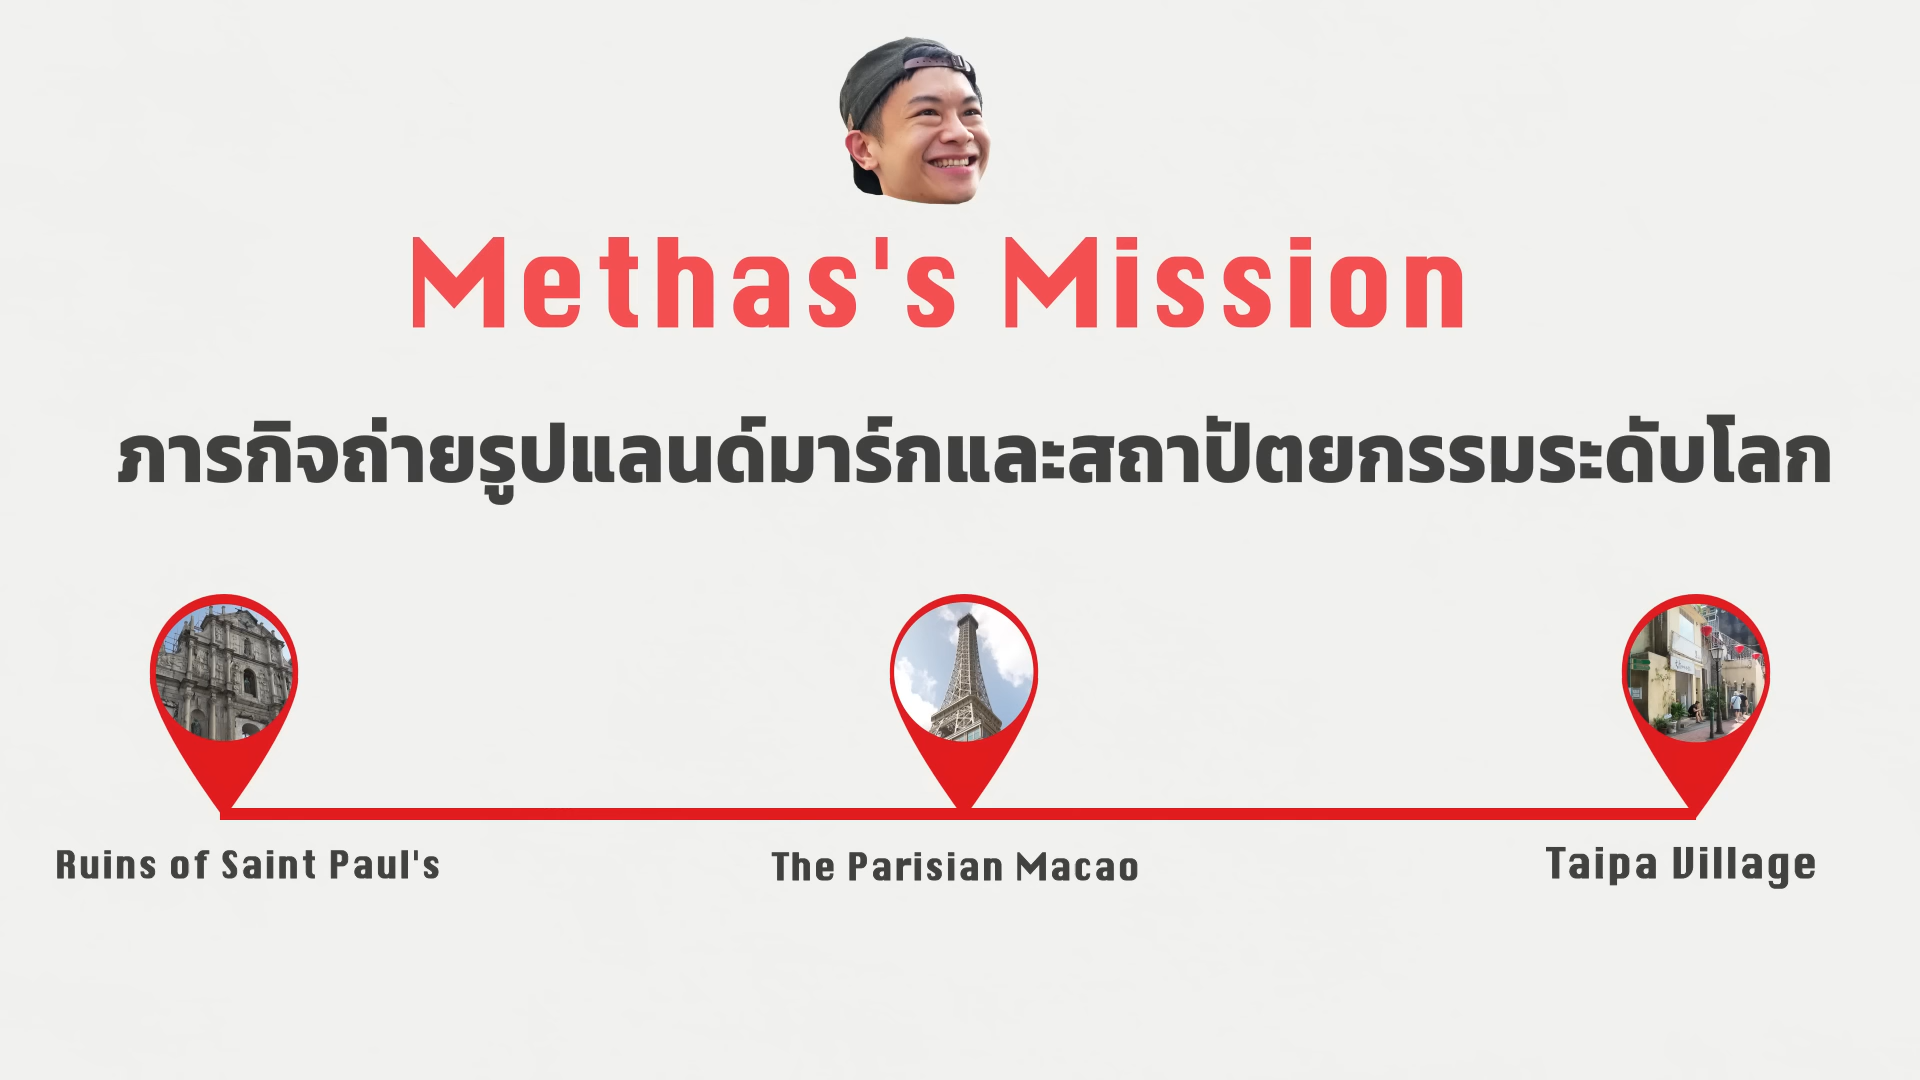 Methas's Mission
ภารกิจถ่ายรูปแลนด์มาร์กและสถาปัตยกรรมระดับโลก
Ruins of Saint Paul's
The Parisian Macao
Taipa Village